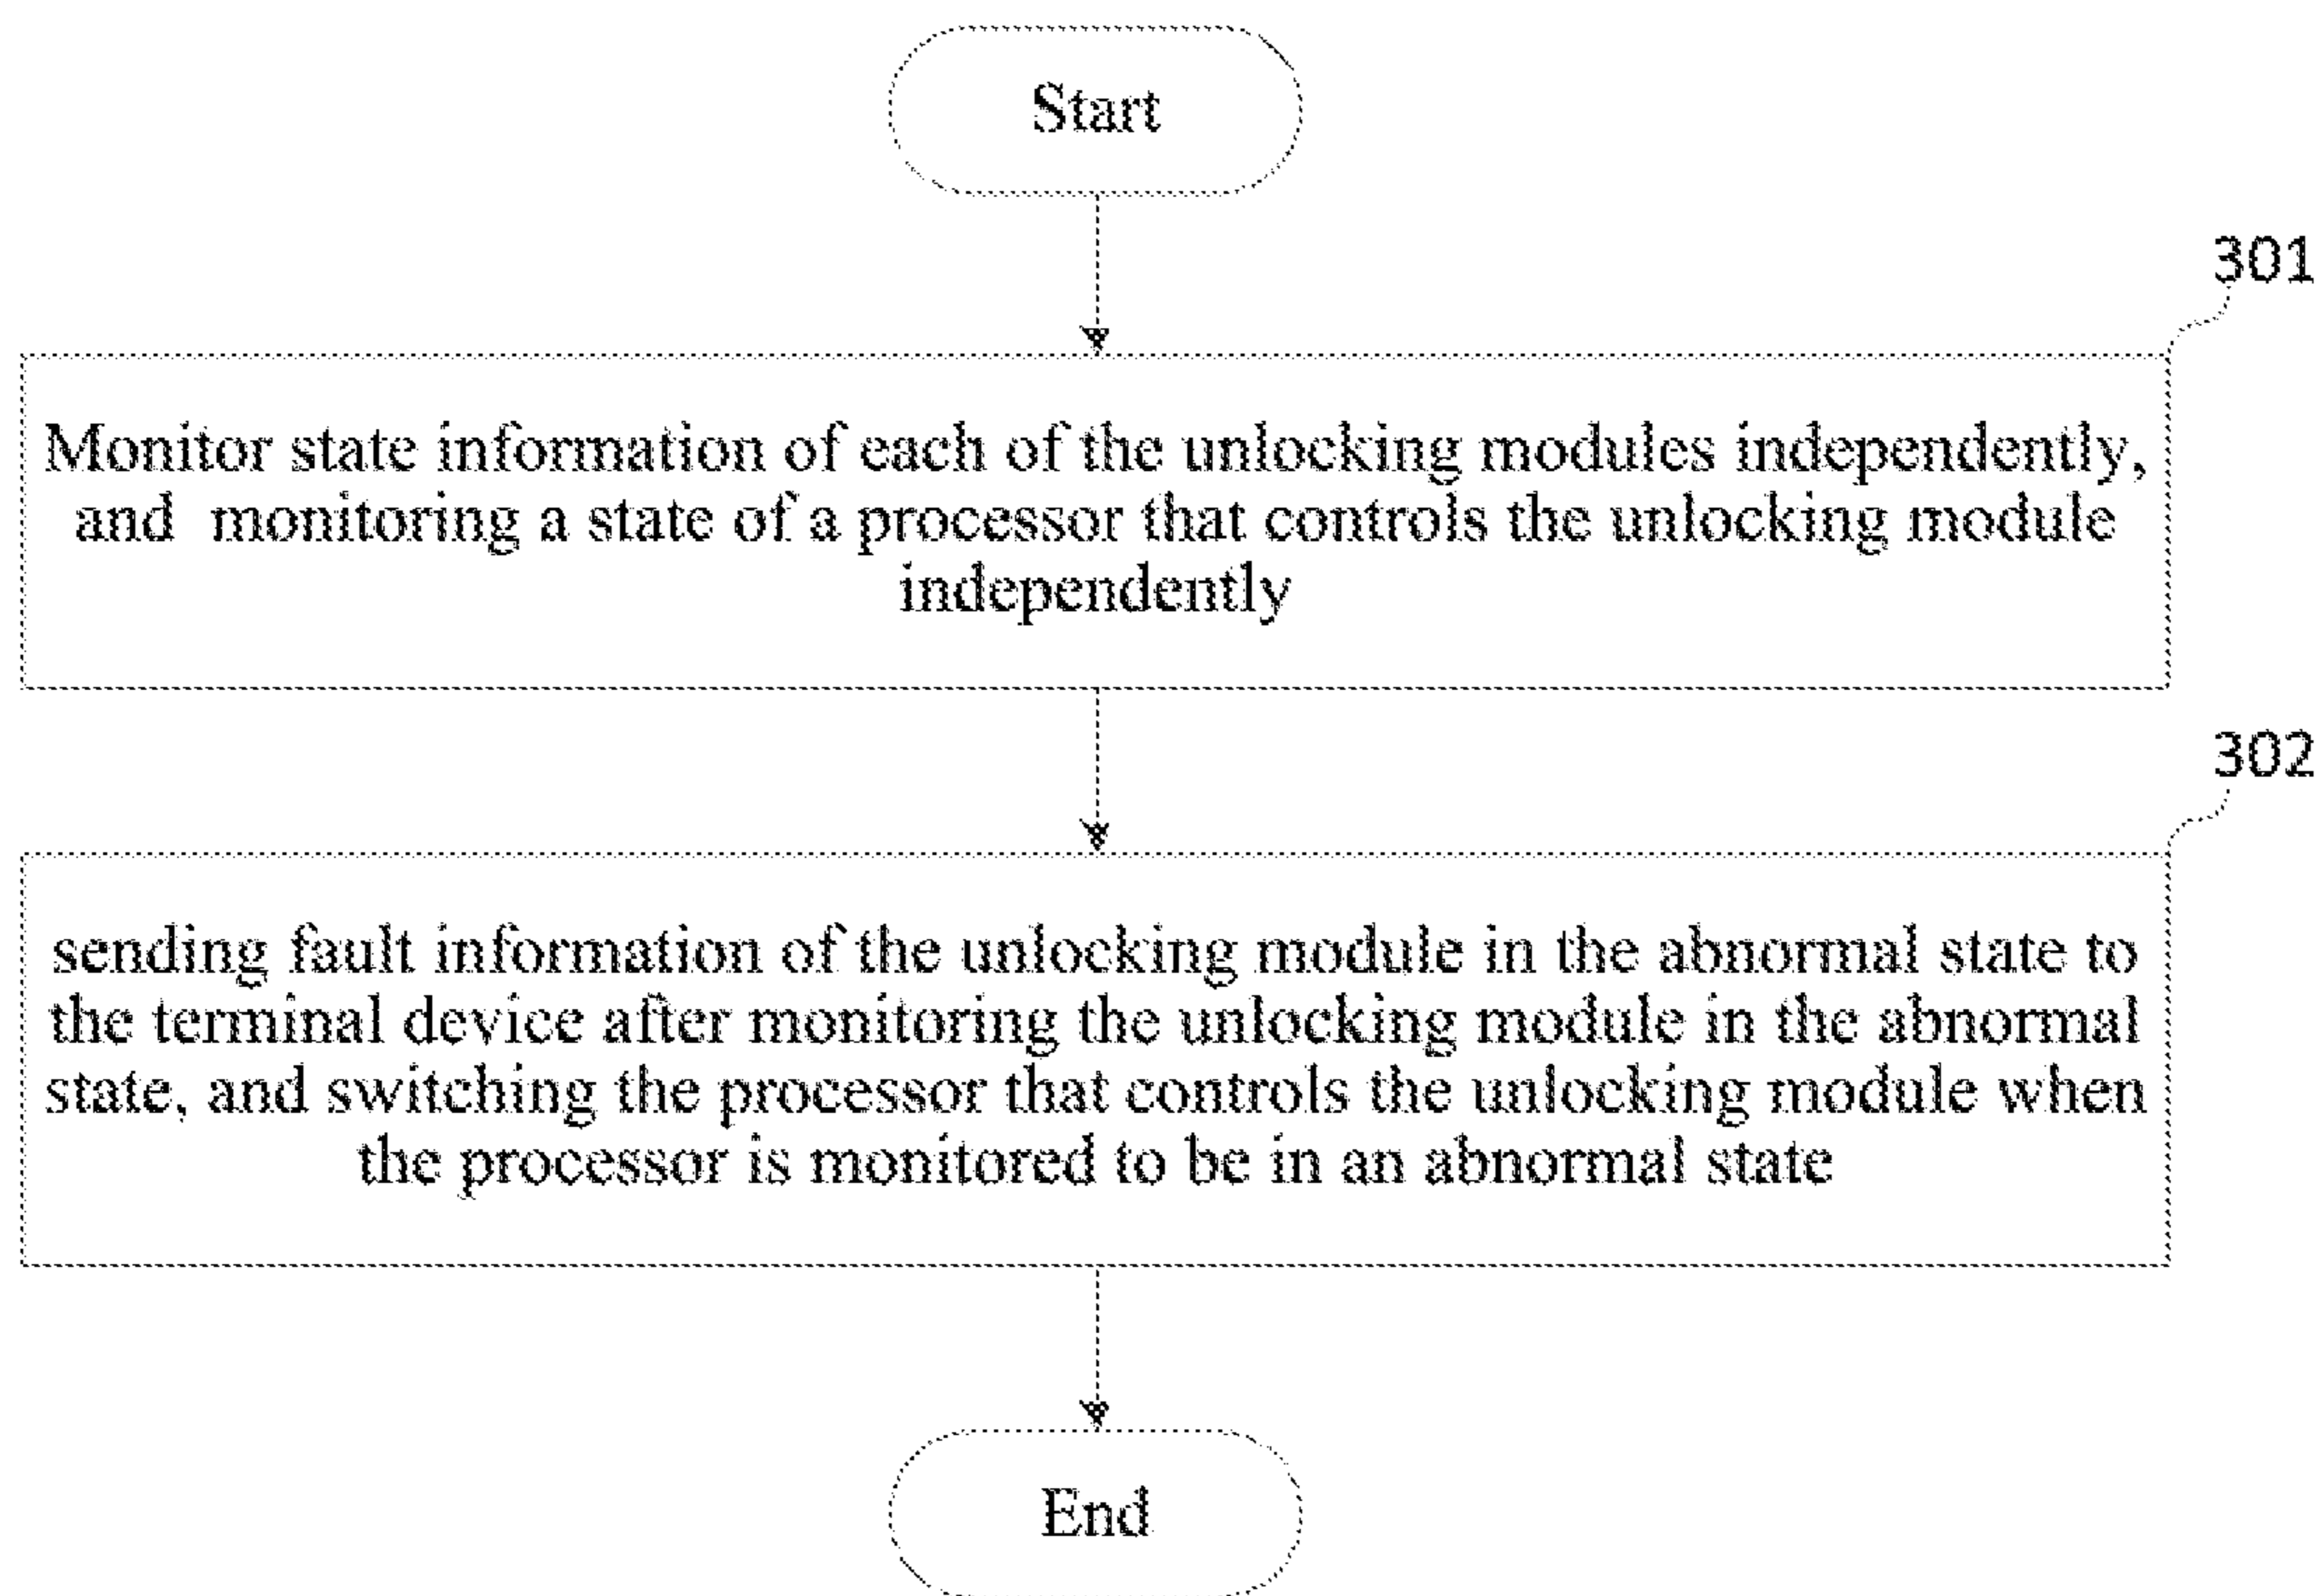 Start
301
Monitor state information of each of the unlocking modules independently,
and monitoring a state of a processor that controls the unlocking module
independently
302
sending fault information of the unlocking module in the abnormal state to
the terminal device after monitoring the unlocking module in the abnormal
state, and switching the processor that controls the unlocking module when
the processor is monitored to be in an abnormal state
End